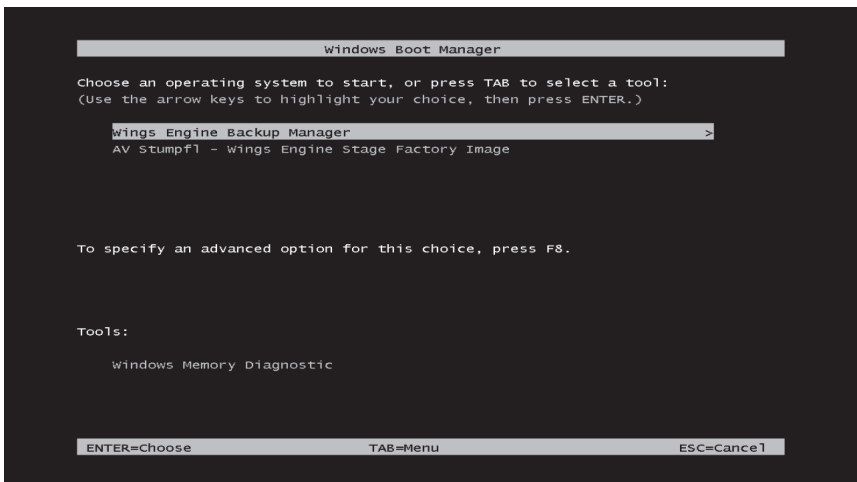 Windows Boot Manager
Choose an operating system to start, or press TAB to select a tool:
(Use the arrow keys to highlight your choice, then press ENTER.)
Wings Engine Backup Manager >
AV Stumpfl – Wings Engine Stage Factory Image
To specify an advanced option for this choice, press F8.
Tools:
Windows Memory Diagnostic
ENTER=Choose TAB=Menu ESC=Cancel